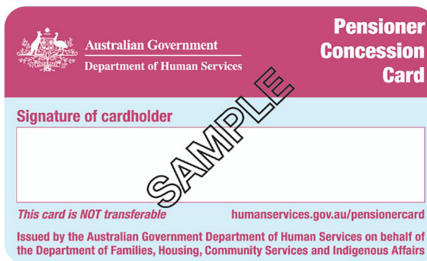 Australian Government
Department of Human Services
Pensioner
Concession
Card
Signature of cardholder
SAMPLE
This card is NOT transferable
humanservices.gov.au/pensionercard
Issued by the Australian Government Department of Human Services on behalf of
the Department of Families, Housing, Community Services and Indigenous Affairs